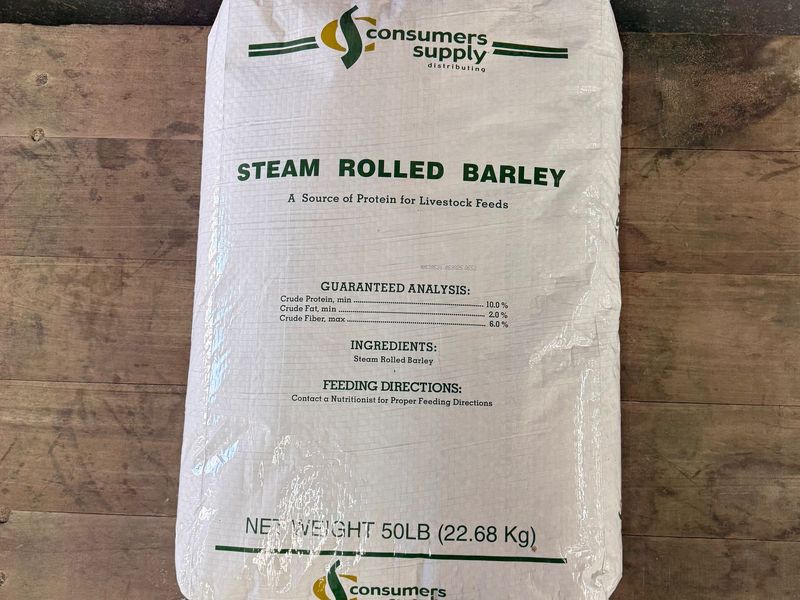 consumers
supply
distributing
STEAM ROLLED BARLEY
A Source of Protein for Livestock Feeds
GUARANTEED ANALYSIS:
Crude Protein, min 10.0 %
Crude Fat, min 2.0 %
Crude Fiber, max 6.0 %
INGREDIENTS:
Steam Rolled Barley
FEEDING DIRECTIONS:
Contact a Nutritionist for Proper Feeding Directions
NET WEIGHT 50LB (22.68 Kg)
consumers